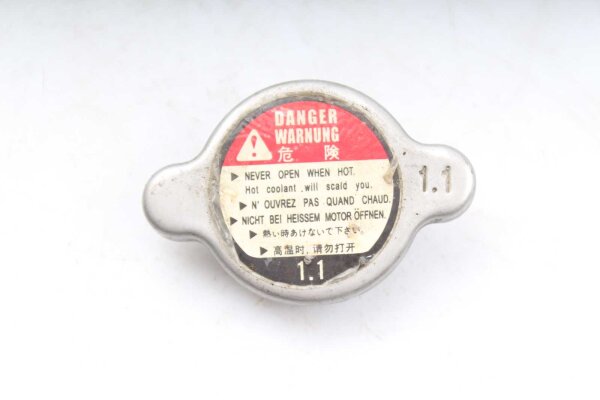 DANGER
WARNUNG
危 険
▶ NEVER OPEN WHEN HOT.
Hot coolant ,will scald you.
▶ N' OUVREZ PAS QUAND CHAUD.
▶ NICHT BEI HEISSEM MOTOR ÖFFNEN.
▶ 熱い時あけないで下さい。
▶ 高温时, 请勿打开
1.1
1.1